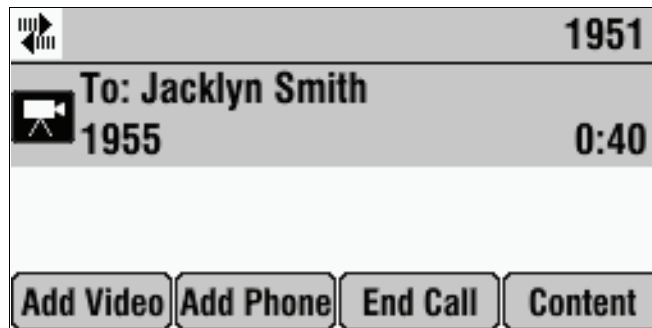 1951
To: Jacklyn Smith
1955 0:40
Add Video Add Phone End Call Content